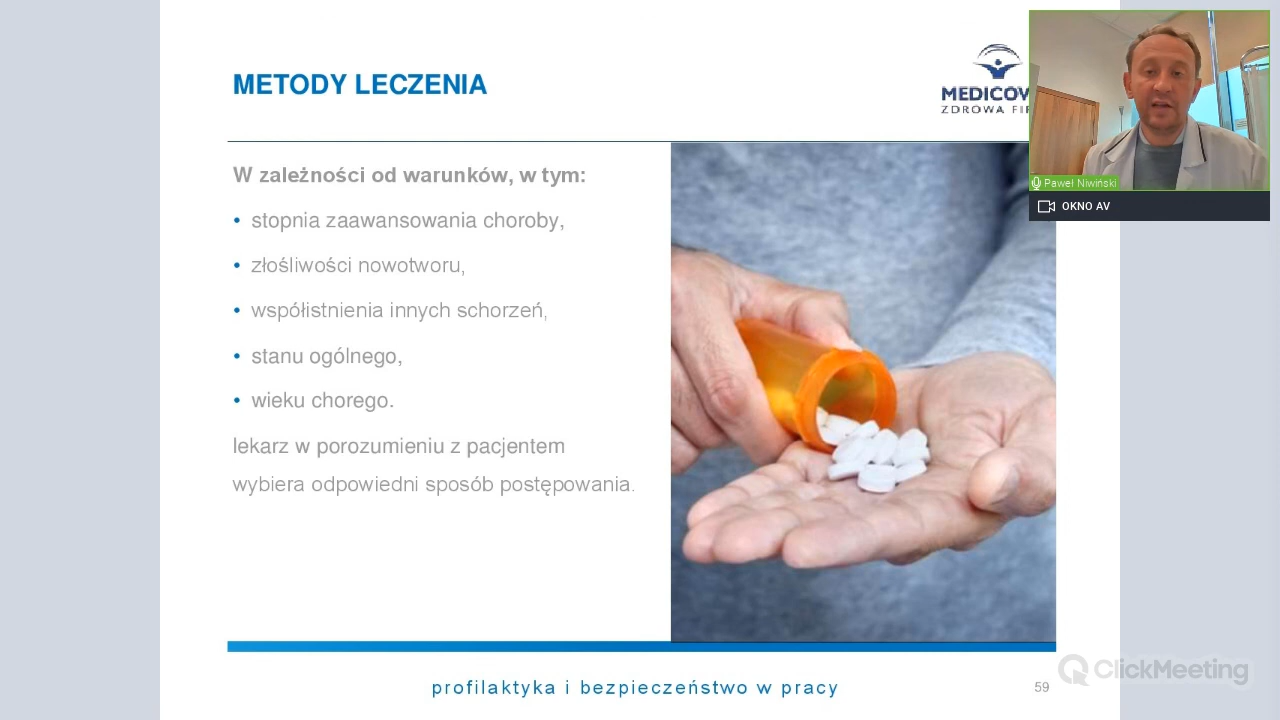 METODY LECZENIA
MEDICOV
ZDROWA FIR
Paweł Niwiński
OKNO AV
W zależności od warunków, w tym:
• stopnia zaawansowania choroby,
• złośliwości nowotworu,
• współistnienia innych schorzeń,
• stanu ogólnego,
• wieku chorego.
lekarz w porozumieniu z pacjentem
wybiera odpowiedni sposób postępowania.
profilaktyka i bezpieczeństwo w pracy
59
ClickMeeting